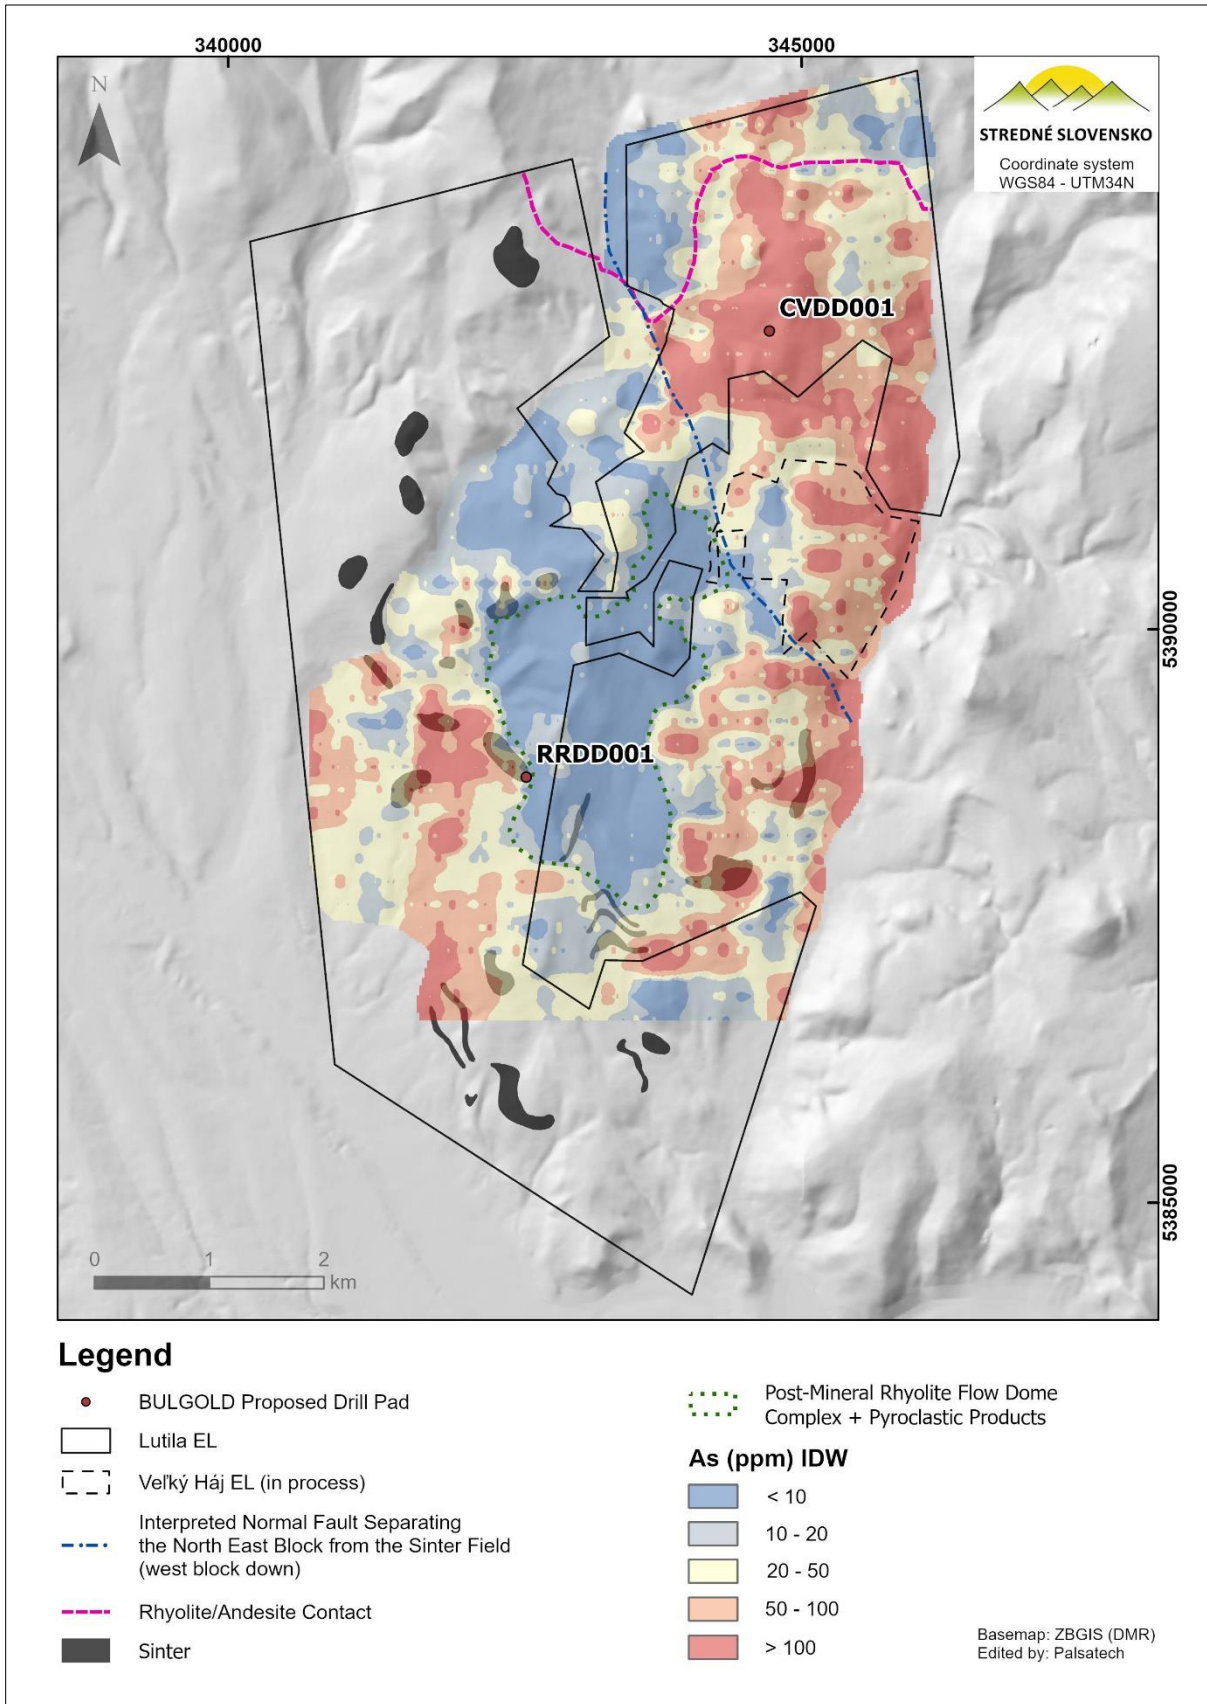 340000
345000
N
STREDNÉ SLOVENSKO
Coordinate system
WGS84 - UTM34N
CVDD001
5390000
RRDD001
5385000
0 1 2
km
Legend
BULGOLD Proposed Drill Pad
Lutila EL
Veľký Háj EL (in process)
Interpreted Normal Fault Separating
the North East Block from the Sinter Field
(west block down)
Rhyolite/Andesite Contact
Sinter
Post-Mineral Rhyolite Flow Dome
Complex + Pyroclastic Products
As (ppm) IDW
< 10
10 - 20
20 - 50
50 - 100
> 100
Basemap: ZBGIS (DMR)
Edited by: Palsatech